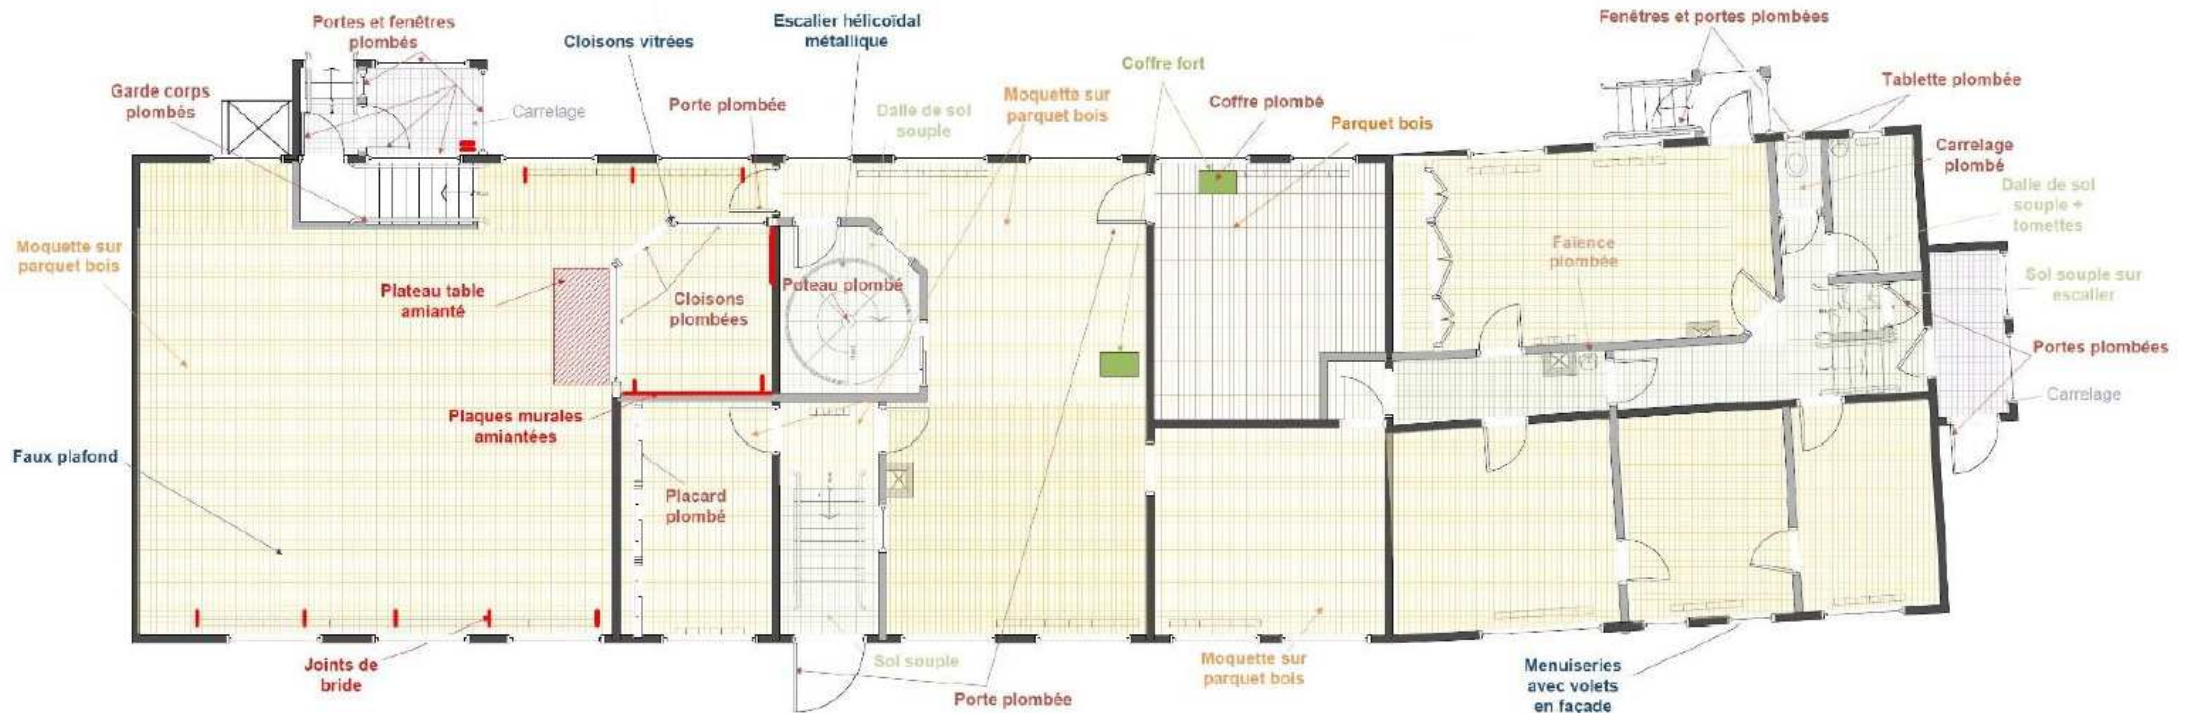 Portes et fenêtres
plombés
Cloisons vitrées
Escalier hélicoïdal
métallique
Fenêtres et portes plombées
Coffre fort
Tablette plombée
Garde corps
plombés
Carrelage
Porte plombée
Dalle de sol
souple
Moquette sur
parquet bois
Coffre plombé
Parquet bois
Carrelage
plombé
Dalle de sol
souple +
tomettes
Moquette sur
parquet bois
Plateau table
amianté
Cloisons
plombées
Poteau plombé
Faïence
plombée
Sol souple sur
escalier
Portes plombées
Carrelage
Plaques murales
amiantées
Faux plafond
Placard
plombé
Joints de
bride
Sol souple
Porte plombée
Moquette sur
parquet bois
Menuiseries
avec volets
en façade